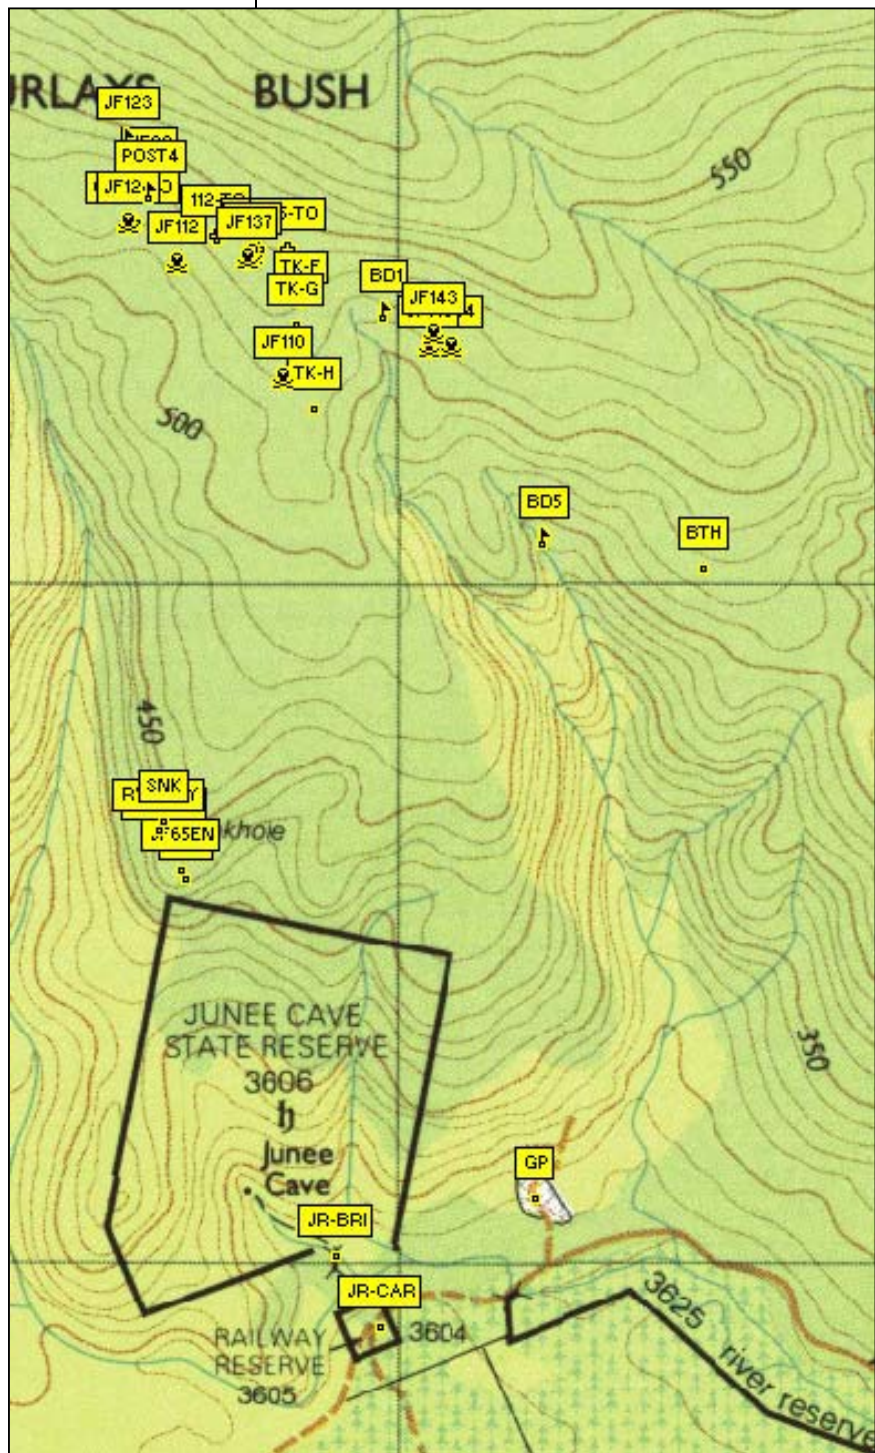 BUSH
JF123
POST4
JF112
JF137
TK-F
TK-G
BD1
JF143
JF110
TK-H
550
500
BD5
BTH
450
SNK
JF65EN
JUNEE CAVE
STATE RESERVE
3606
Junee
Cave
350
GP
JR-BRI
JR-CAR
RAILWAY
RESERVE
3605
3604
3625 river reserve